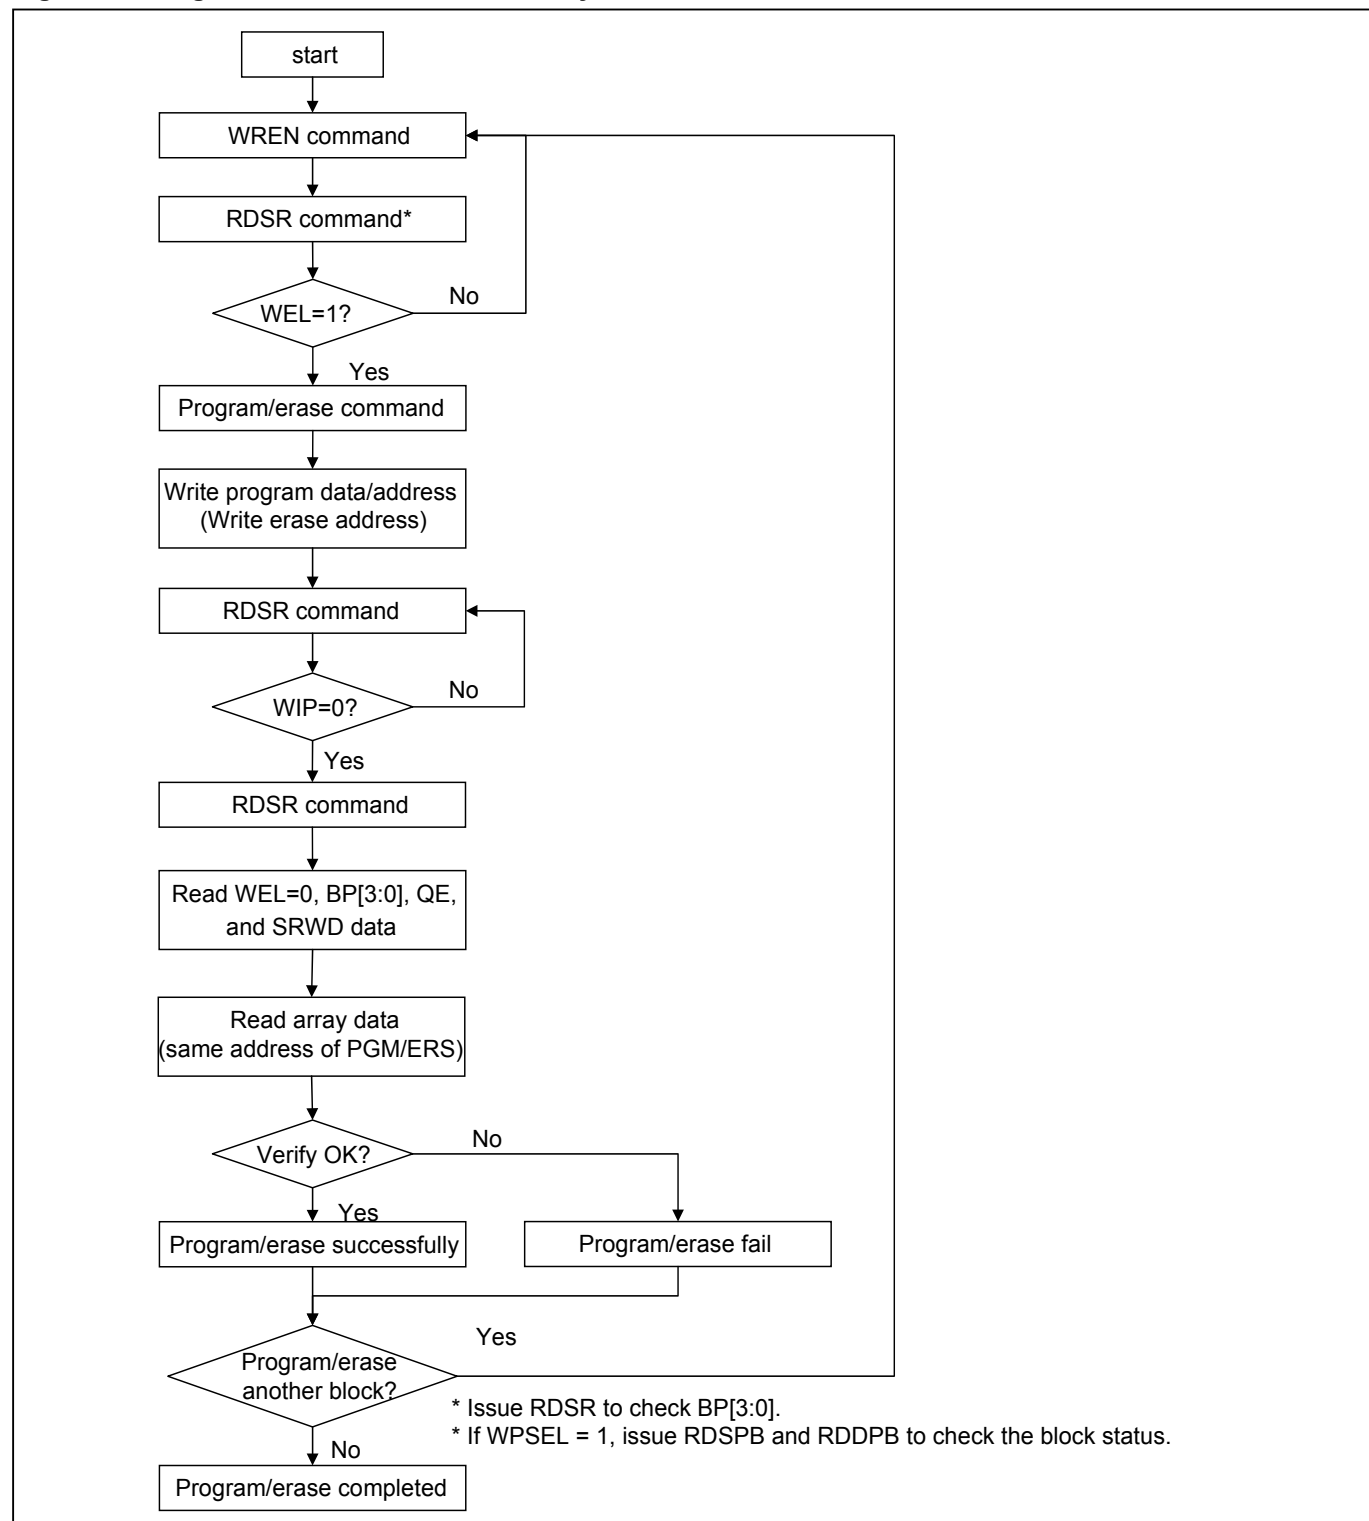 start
WREN command
RDSR command*
WEL=1?
No
Yes
Program/erase command
Write program data/address
(Write erase address)
RDSR command
WIP=0?
No
Yes
RDSR command
Read WEL=0, BP[3:0], QE,
and SRWD data
Read array data
(same address of PGM/ERS)
Verify OK?
No
Yes
Program/erase successfully
Program/erase fail
Yes
Program/erase
another block?
* Issue RDSR to check BP[3:0].
* If WPSEL = 1, issue RDSPB and RDDPB to check the block status.
No
Program/erase completed